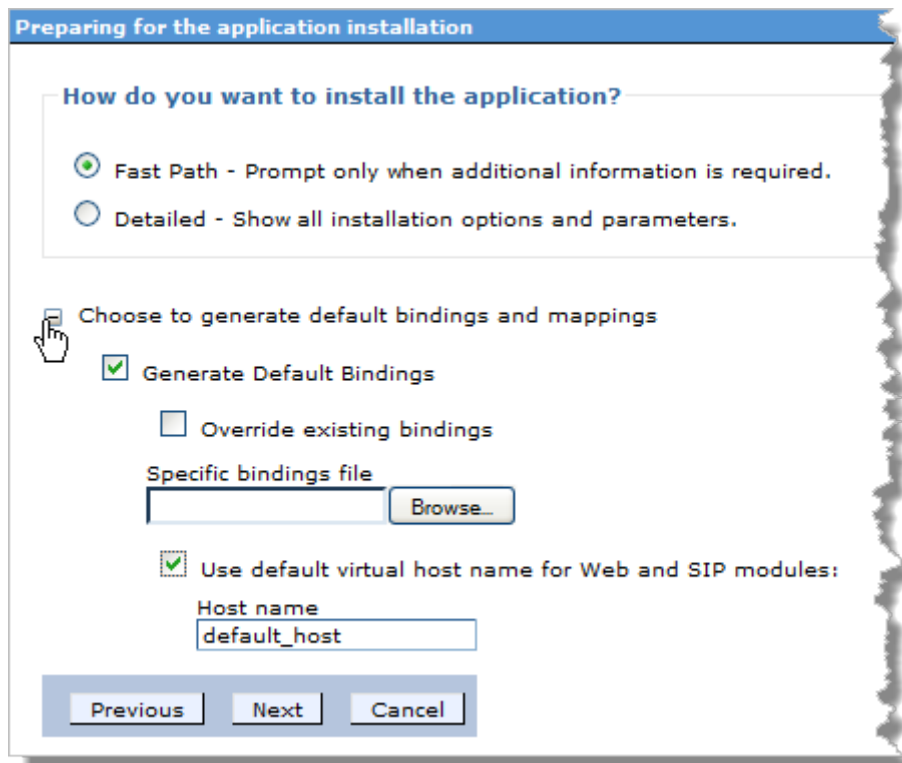 Preparing for the application installation
How do you want to install the application?
Fast Path - Prompt only when additional information is required.
Detailed - Show all installation options and parameters.
Choose to generate default bindings and mappings
Generate Default Bindings
Override existing bindings
Specific bindings file
Browse...
Use default virtual host name for Web and SIP modules:
Host name
default_host
Previous Next Cancel